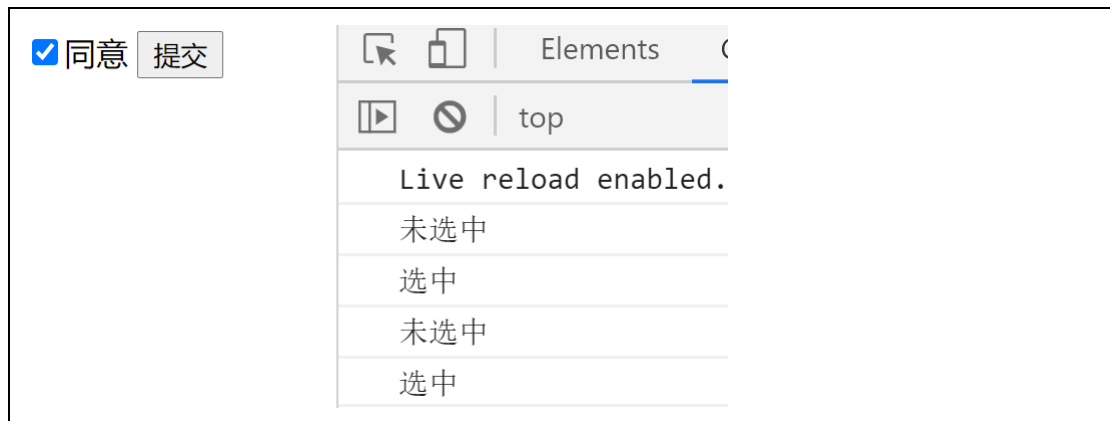 同意 提交
Elements
top
Live reload enabled.
未选中
选中
未选中
选中